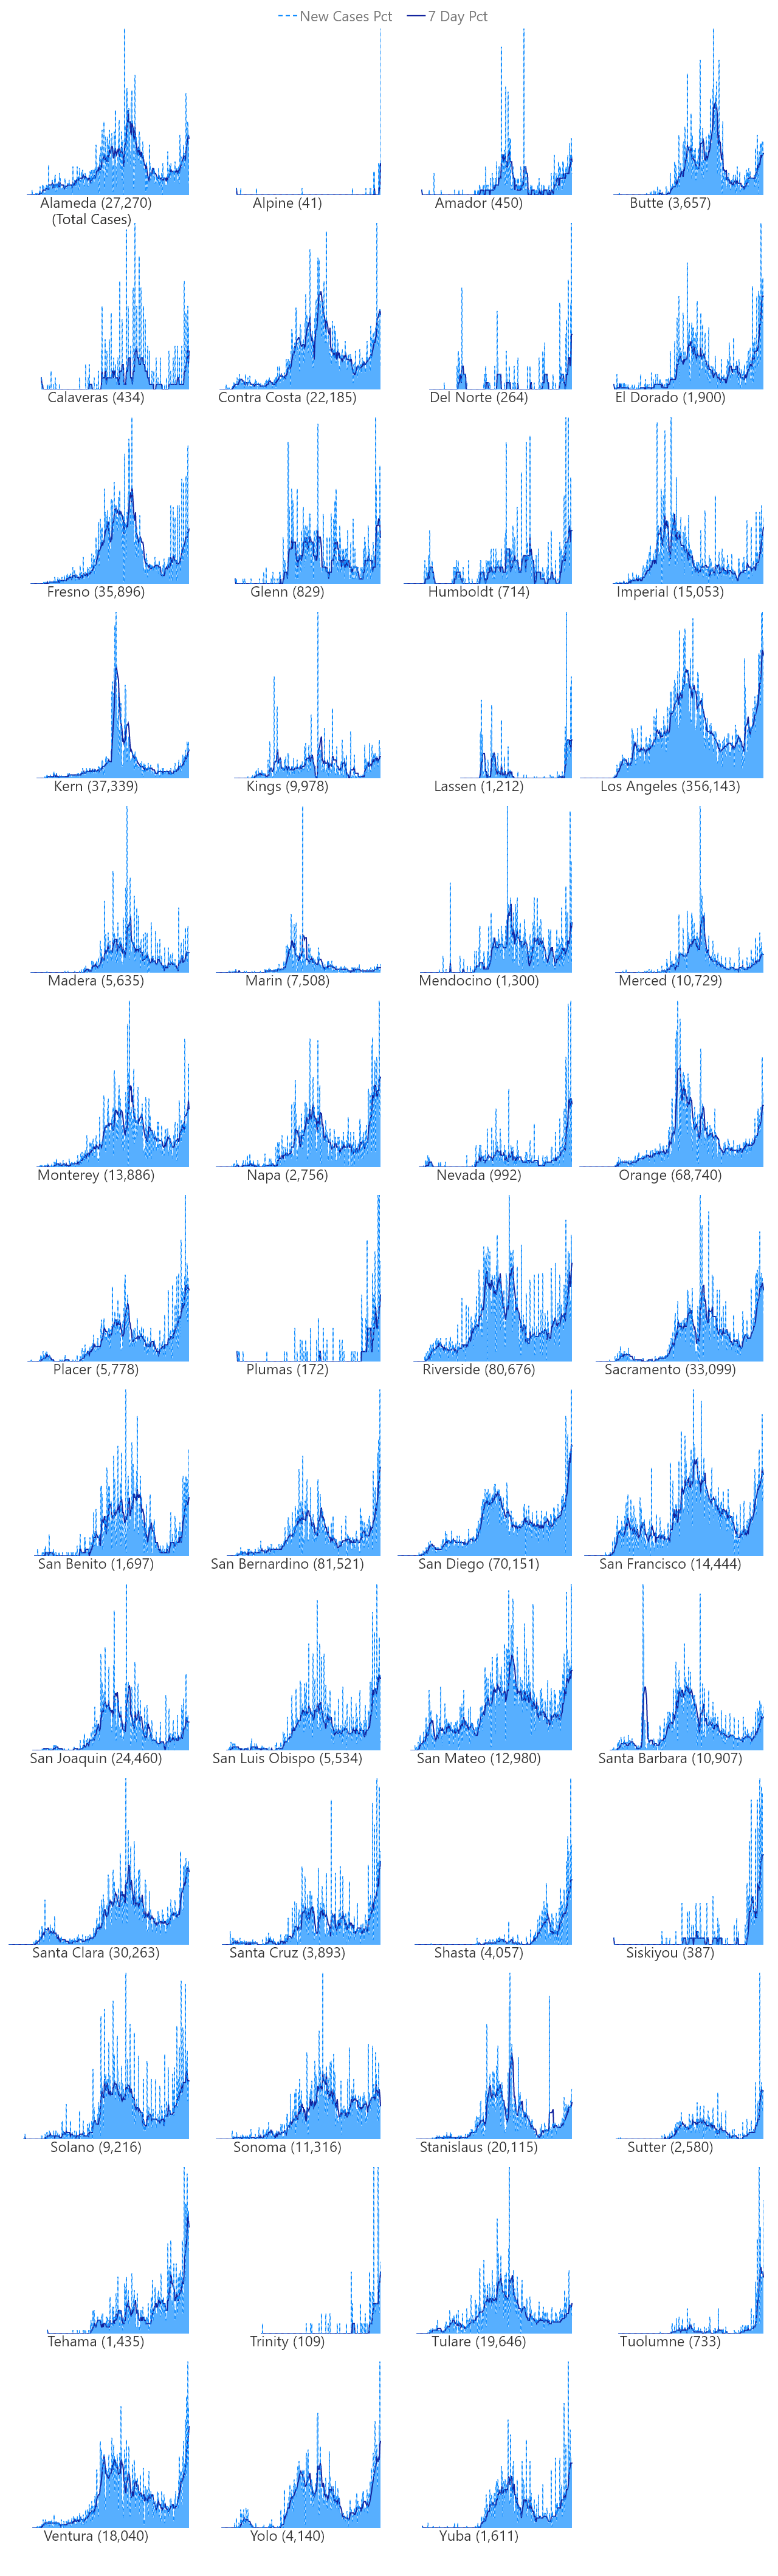 New Cases Pct 7 Day Pct
Alameda (27,270) Alpine (41) Amador (450) Butte (3,657)
(Total Cases)
Calaveras (434) Contra Costa (22,185) Del Norte (264) El Dorado (1,900)
Fresno (35,896) Glenn (829) Humboldt (714) Imperial (15,053)
Kern (37,339) Kings (9,978) Lassen (1,212) Los Angeles (356,143)
Madera (5,635) Marin (7,508) Mendocino (1,300) Merced (10,729)
Monterey (13,886) Napa (2,756) Nevada (992) Orange (68,740)
Placer (5,778) Plumas (172) Riverside (80,676) Sacramento (33,099)
San Benito (1,697) San Bernardino (81,521) San Diego (70,151) San Francisco (14,444)
San Joaquin (24,460) San Luis Obispo (5,534) San Mateo (12,980) Santa Barbara (10,907)
Santa Clara (30,263) Santa Cruz (3,893) Shasta (4,057) Siskiyou (387)
Solano (9,216) Sonoma (11,316) Stanislaus (20,115) Sutter (2,580)
Tehama (1,435) Trinity (109) Tulare (19,646) Tuolumne (733)
Ventura (18,040) Yolo (4,140) Yuba (1,611)